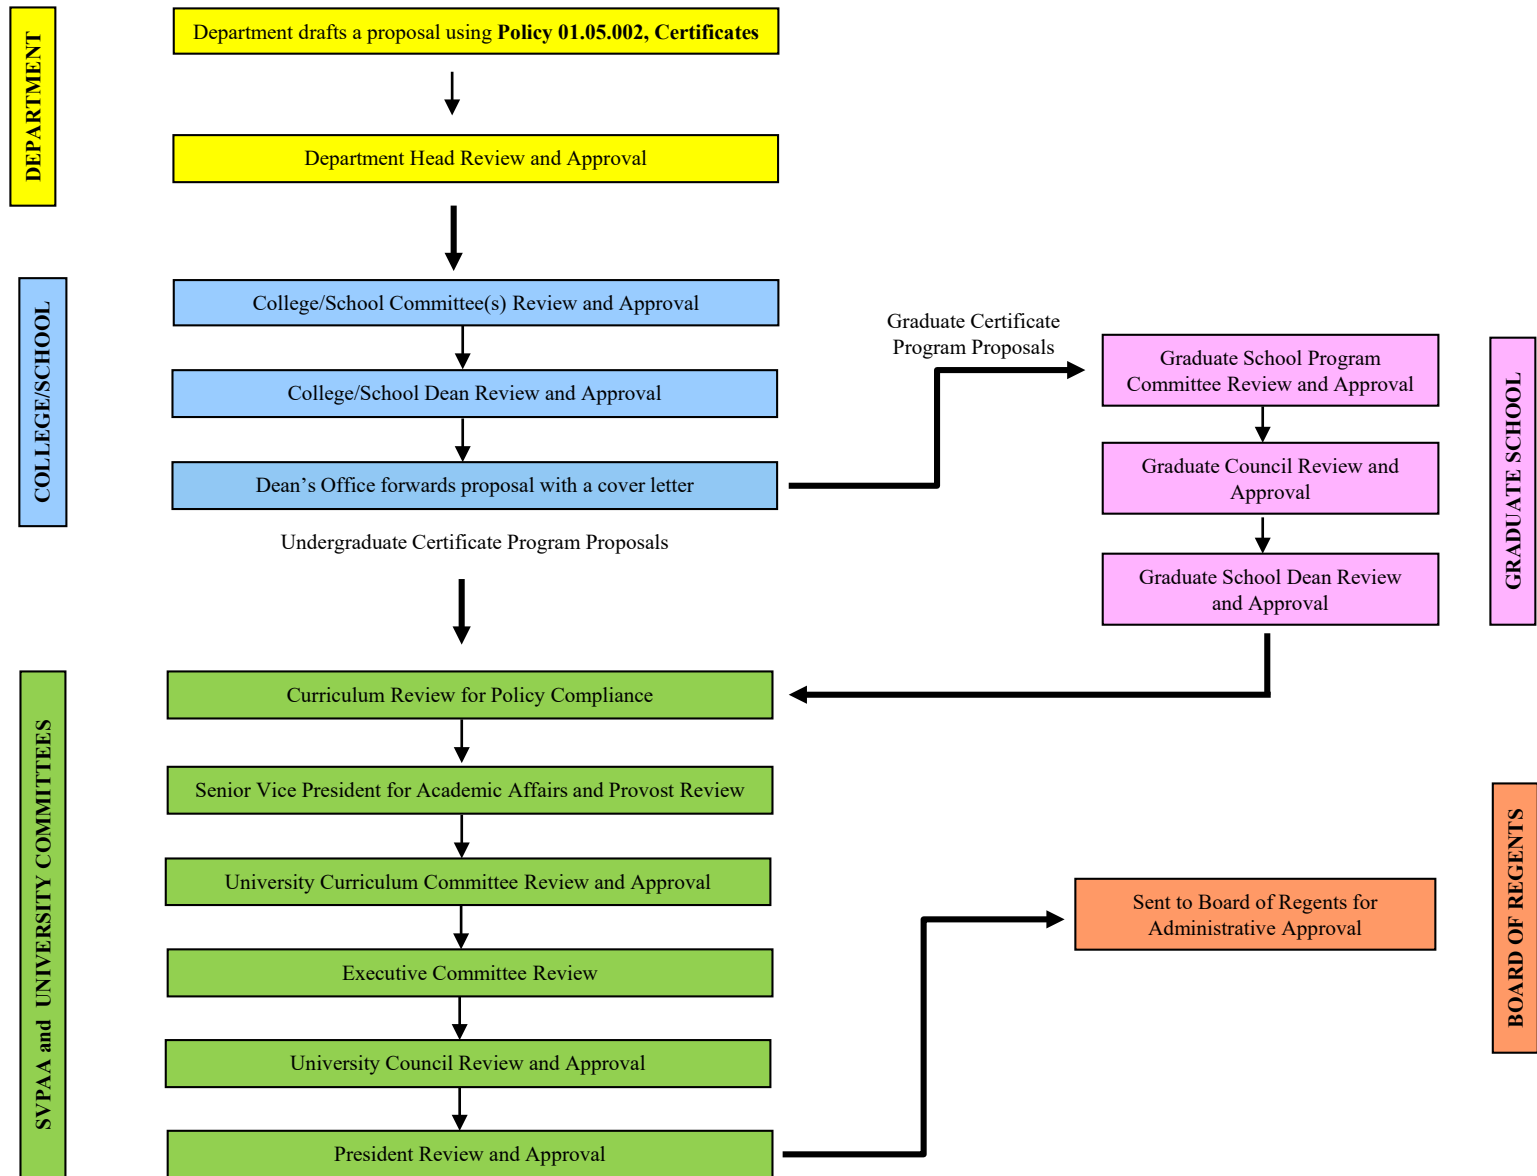 DEPARTMENT
Department drafts a proposal using Policy 01.05.002, Certificates
Department Head Review and Approval
COLLEGE/SCHOOL
College/School Committee(s) Review and Approval
College/School Dean Review and Approval
Dean’s Office forwards proposal with a cover letter
Graduate Certificate
Program Proposals
Graduate School Program
Committee Review and Approval
Graduate Council Review and
Approval
Graduate School Dean Review
and Approval
GRADUATE SCHOOL
Undergraduate Certificate Program Proposals
SVPAA and UNIVERSITY COMMITTEES
Curriculum Review for Policy Compliance
Senior Vice President for Academic Affairs and Provost Review
University Curriculum Committee Review and Approval
Executive Committee Review
University Council Review and Approval
President Review and Approval
Sent to Board of Regents for
Administrative Approval
BOARD OF REGENTS